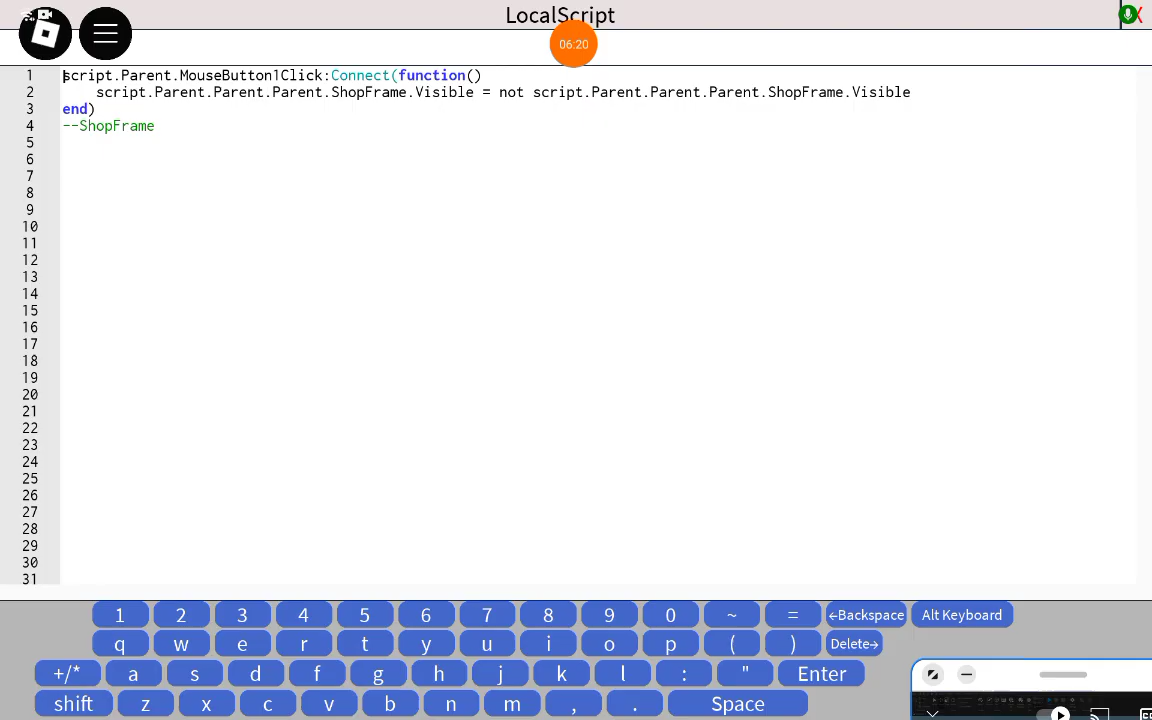 LocalScript
X
06:20
1 script.Parent.MouseButton1Click:Connect(function()
2 script.Parent.Parent.Parent.ShopFrame.Visible = not script.Parent.Parent.Parent.ShopFrame.Visible
3 end)
4 --ShopFrame
5
6
7
8
9
10
11
12
13
14
15
16
17
18
19
20
21
22
23
24
25
26
27
28
29
30
31
1 2 3 4 5 6 7 8 9 0 ~ = ←Backspace Alt Keyboard
q w e r t y u i o p ( ) Delete→
+/* a s d f g h j k l : " Enter
shift z x c v b n m , . Space